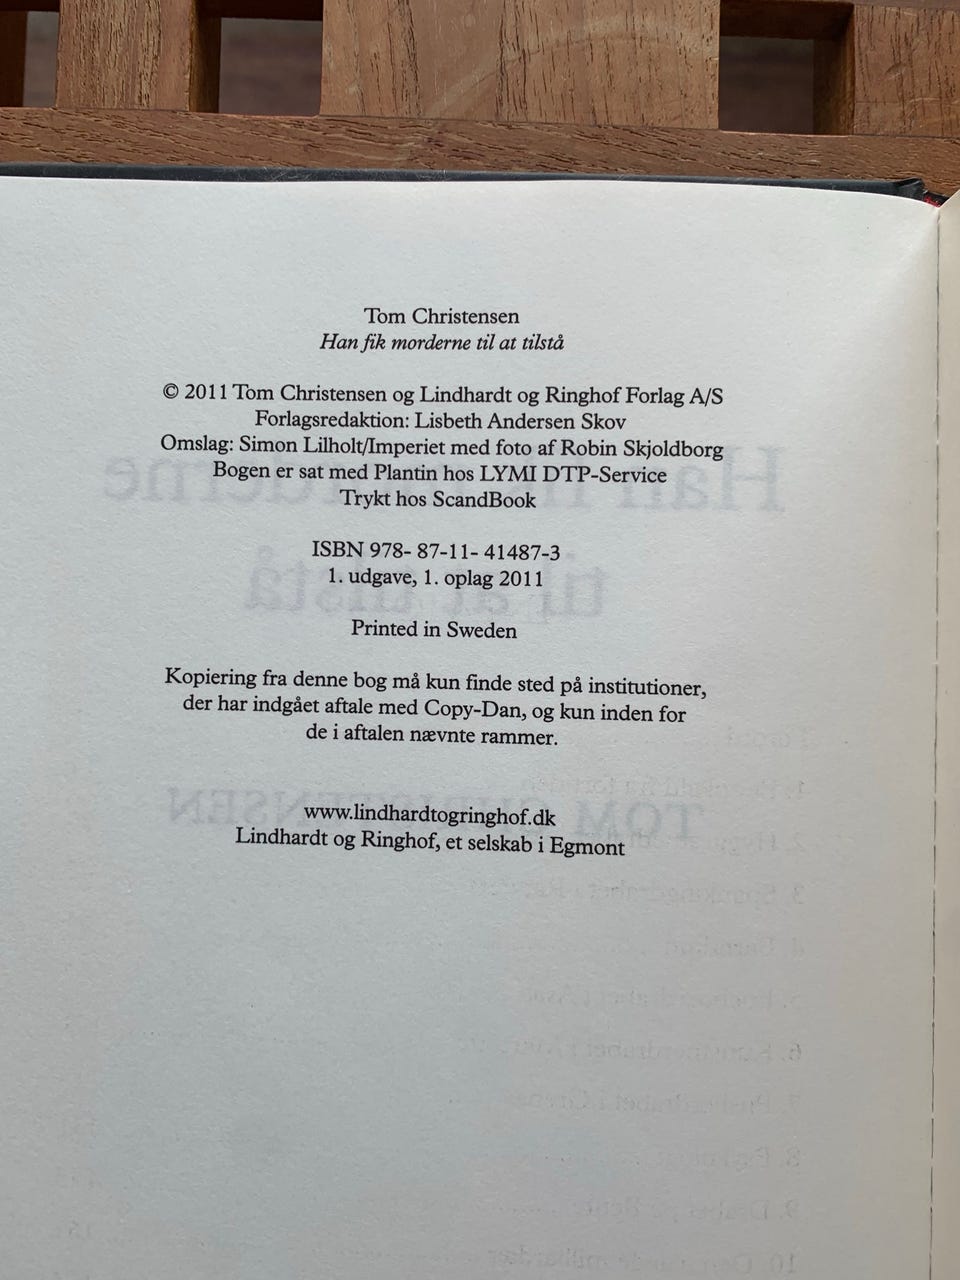 Tom Christensen
Han fik morderne til at tilstå
© 2011 Tom Christensen og Lindhardt og Ringhof Forlag A/S
Forlagsredaktion: Lisbeth Andersen Skov
Omslag: Simon Lilholt/Imperiet med foto af Robin Skjoldborg
Bogen er sat med Plantin hos LYMI DTP-Service
Trykt hos ScandBook
ISBN 978- 87-11- 41487-3
1. udgave, 1. oplag 2011
Printed in Sweden
Kopiering fra denne bog må kun finde sted på institutioner,
der har indgået aftale med Copy-Dan, og kun inden for
de i aftalen nævnte rammer.
www.lindhardtogringhof.dk
Lindhardt og Ringhof, et selskab i Egmont